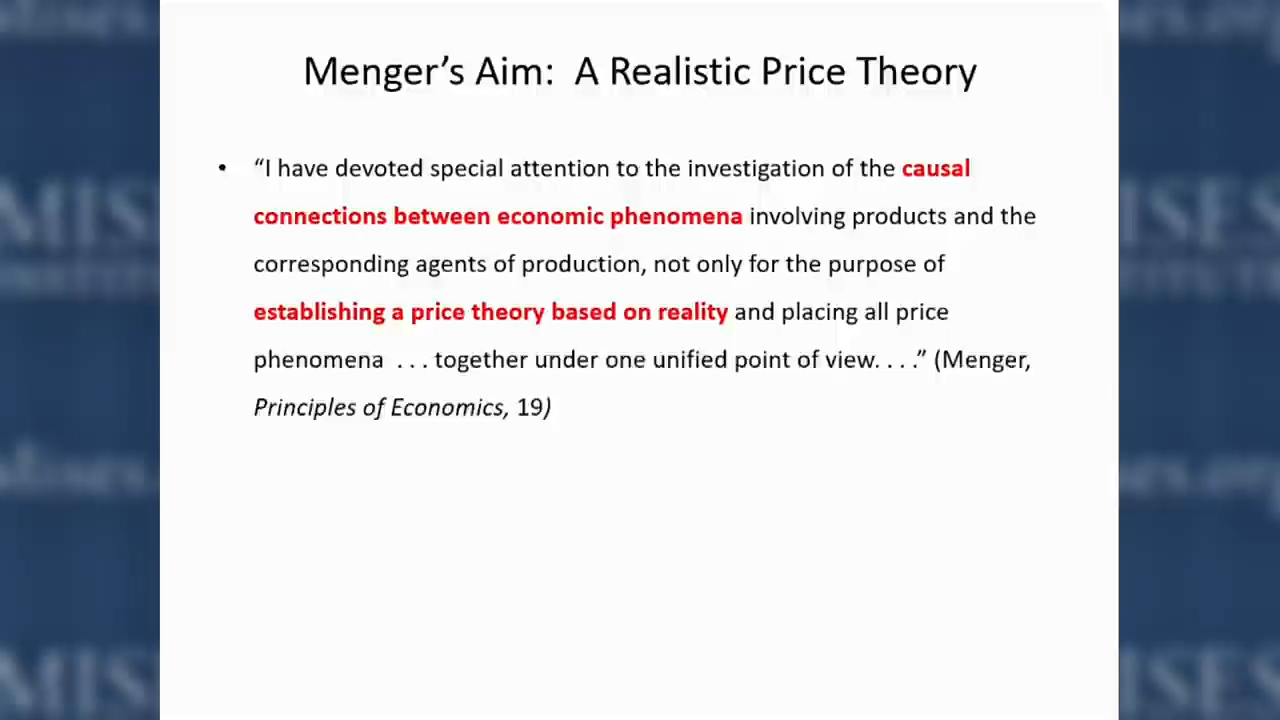 Menger’s Aim: A Realistic Price Theory
• “I have devoted special attention to the investigation of the causal
connections between economic phenomena involving products and the
corresponding agents of production, not only for the purpose of
establishing a price theory based on reality and placing all price
phenomena . . . together under one unified point of view. . . .” (Menger,
Principles of Economics, 19)